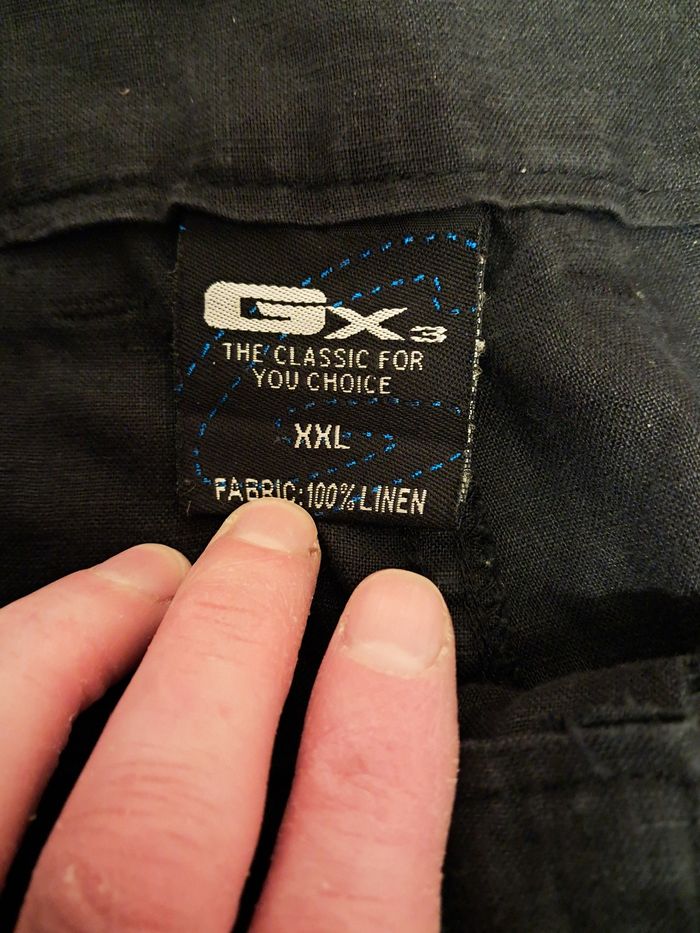 GX3
THE CLASSIC FOR
YOU CHOICE
XXL
FABRIC: 100% LINEN